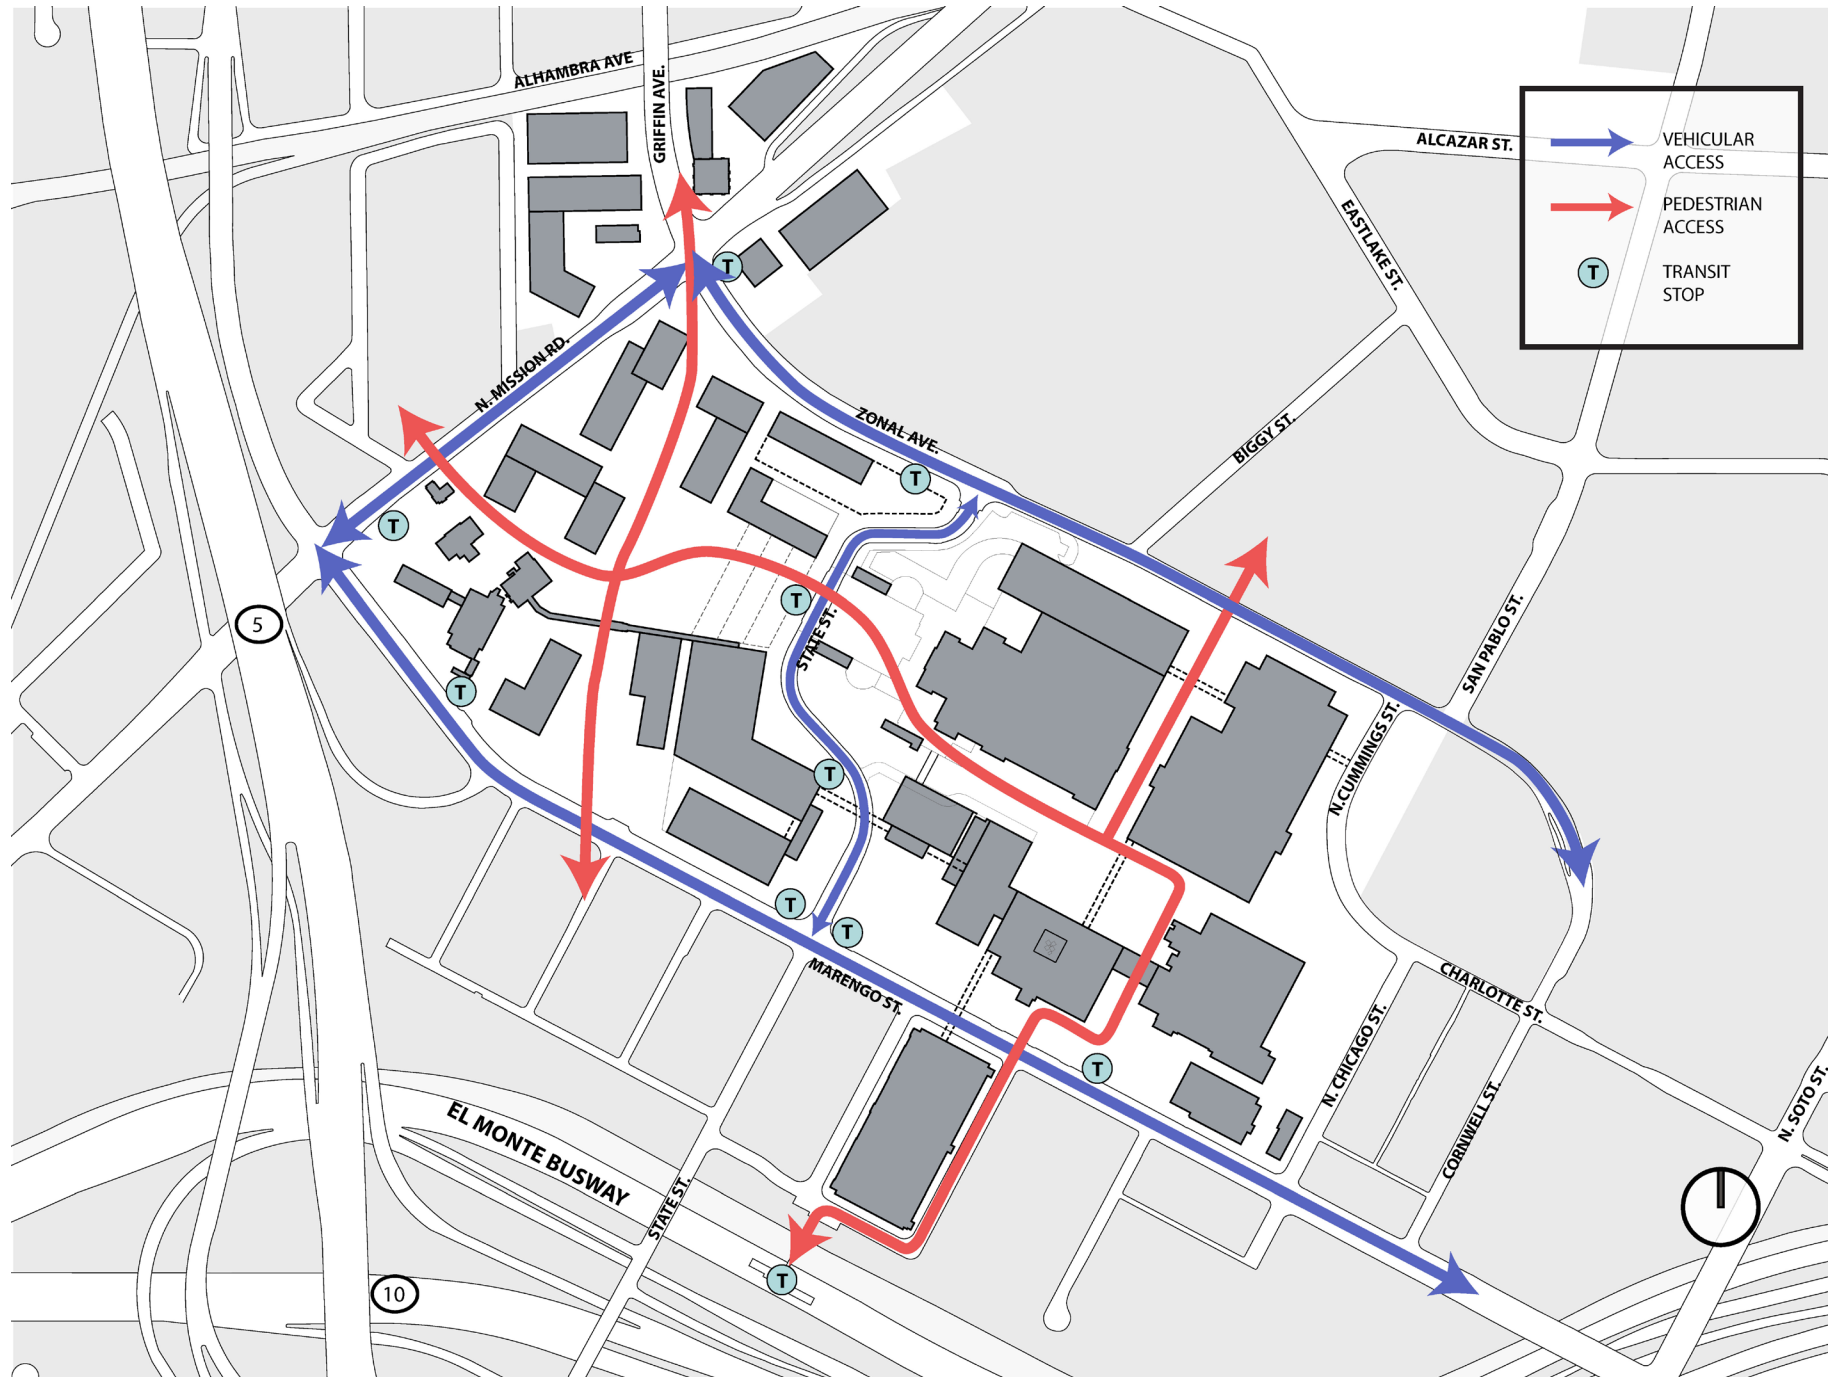 ALHAMBRA AVE
GRIFFIN AVE.
ALCAZAR ST.
VEHICULAR
ACCESS
PEDESTRIAN
ACCESS
T
TRANSIT
STOP
EASTLAKE ST.
T
N. MISSION RD.
ZONAL AVE.
BIGGY ST.
T
T
T
STATE ST.
5
SAN PABLO ST.
T
N.CUMMINGS ST.
T
T
T
MARENGO ST.
CHARLOTTE ST.
N. CHICAGO ST.
T
CORNWELL ST.
N. SOTO ST.
EL MONTE BUSWAY
STATE ST.
T
10